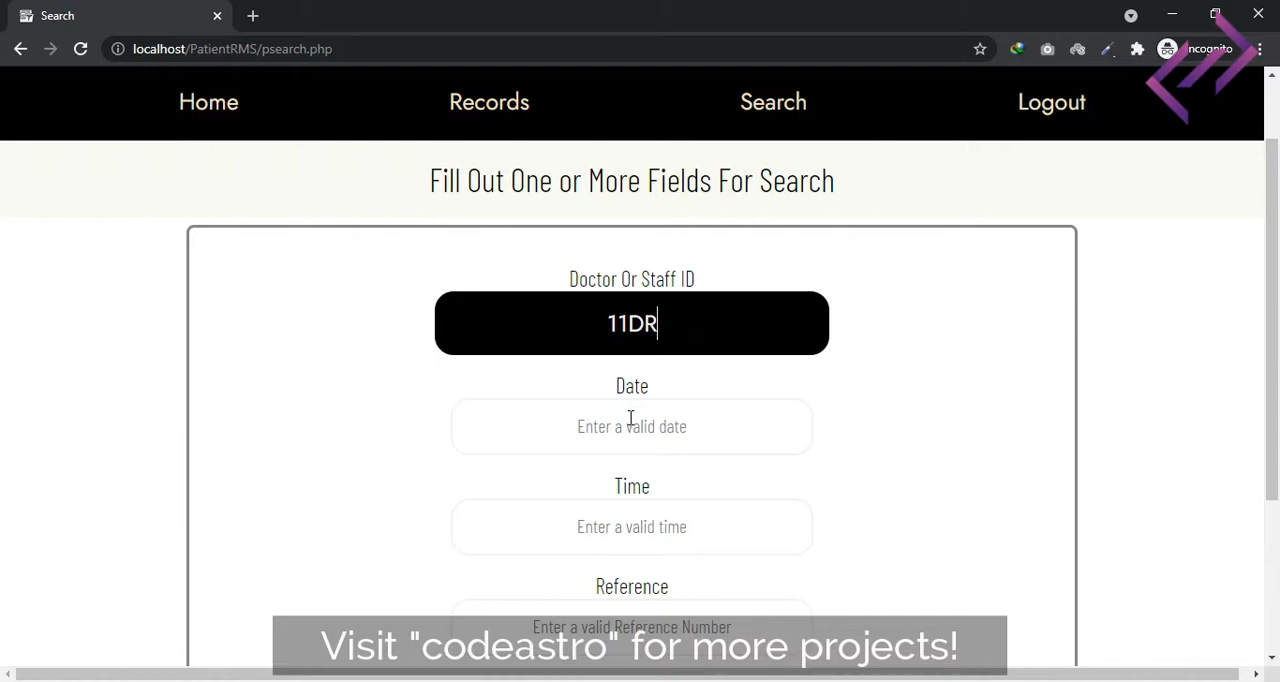 Search
localhost/PatientRMS/psearch.php
Incognito
Home Records Search Logout
Fill Out One or More Fields For Search
Doctor Or Staff ID
11DR
Date
Enter a valid date
Time
Enter a valid time
Reference
Enter a valid Reference Number
Visit "codeastro" for more projects!